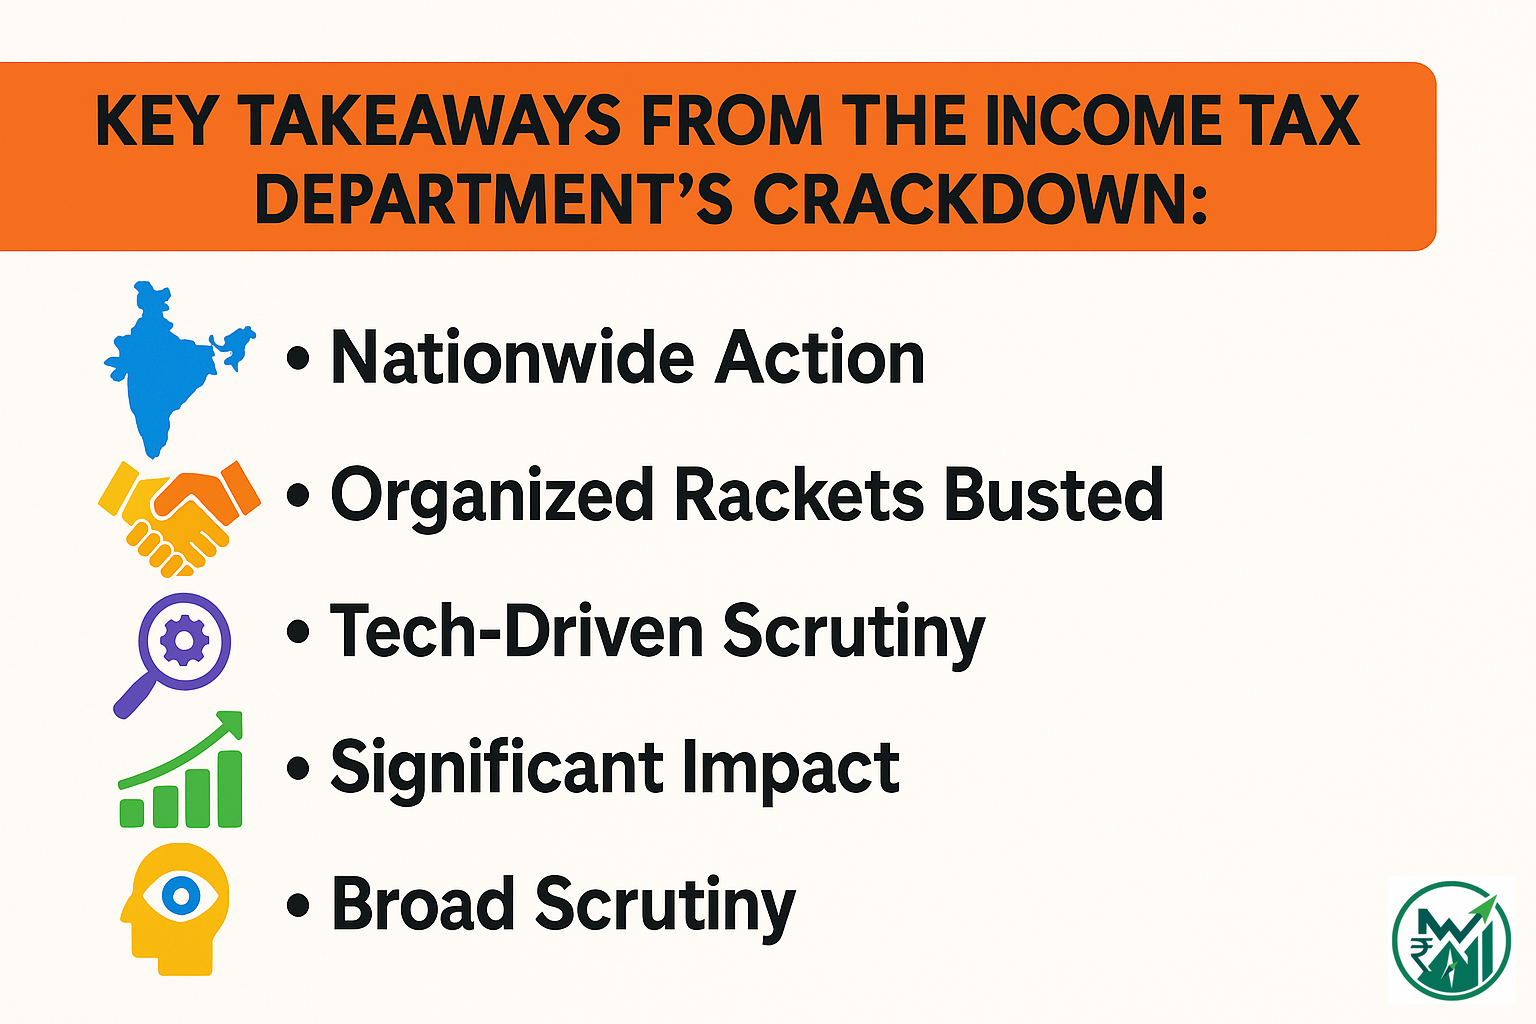 KEY TAKEAWAYS FROM THE INCOME TAX
DEPARTMENT’S CRACKDOWN:
• Nationwide Action
• Organized Rackets Busted
• Tech-Driven Scrutiny
• Significant Impact
• Broad Scrutiny
₹